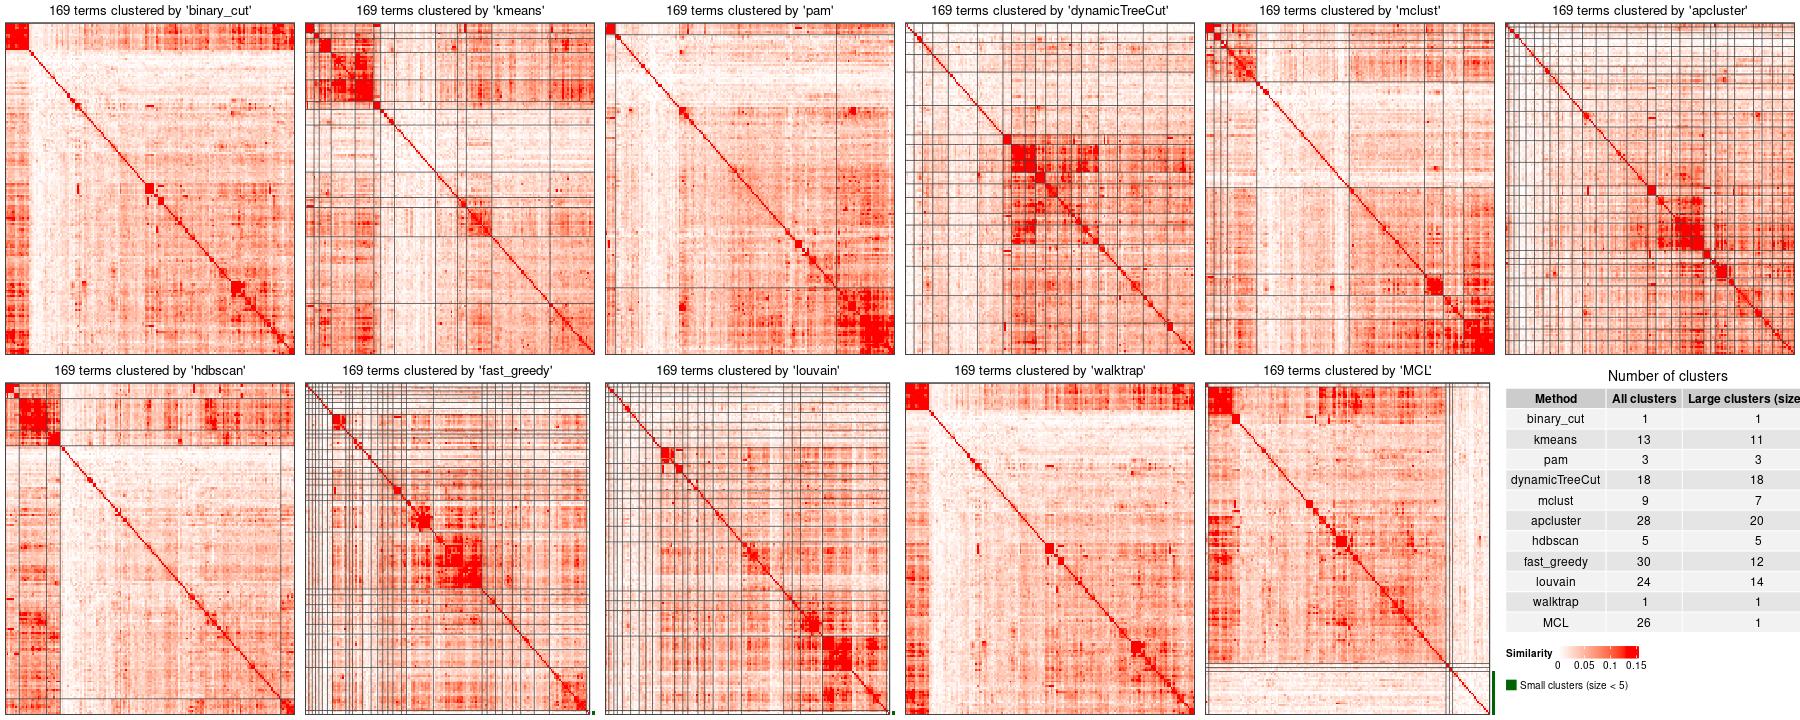 169 terms clustered by 'binary_cut'
169 terms clustered by 'kmeans'
169 terms clustered by 'pam'
169 terms clustered by 'dynamicTreeCut'
169 terms clustered by 'mclust'
169 terms clustered by 'apcluster'
169 terms clustered by 'hdbscan'
169 terms clustered by 'fast_greedy'
169 terms clustered by 'louvain'
169 terms clustered by 'walktrap'
169 terms clustered by 'MCL'
Number of clusters
Method All clusters Large clusters (size
binary_cut 1 1
kmeans 13 11
pam 3 3
dynamicTreeCut 18 18
mclust 9 7
apcluster 28 20
hdbscan 5 5
fast_greedy 30 12
louvain 24 14
walktrap 1 1
MCL 26 1
Similarity
0 0.05 0.1 0.15
Small clusters (size < 5)